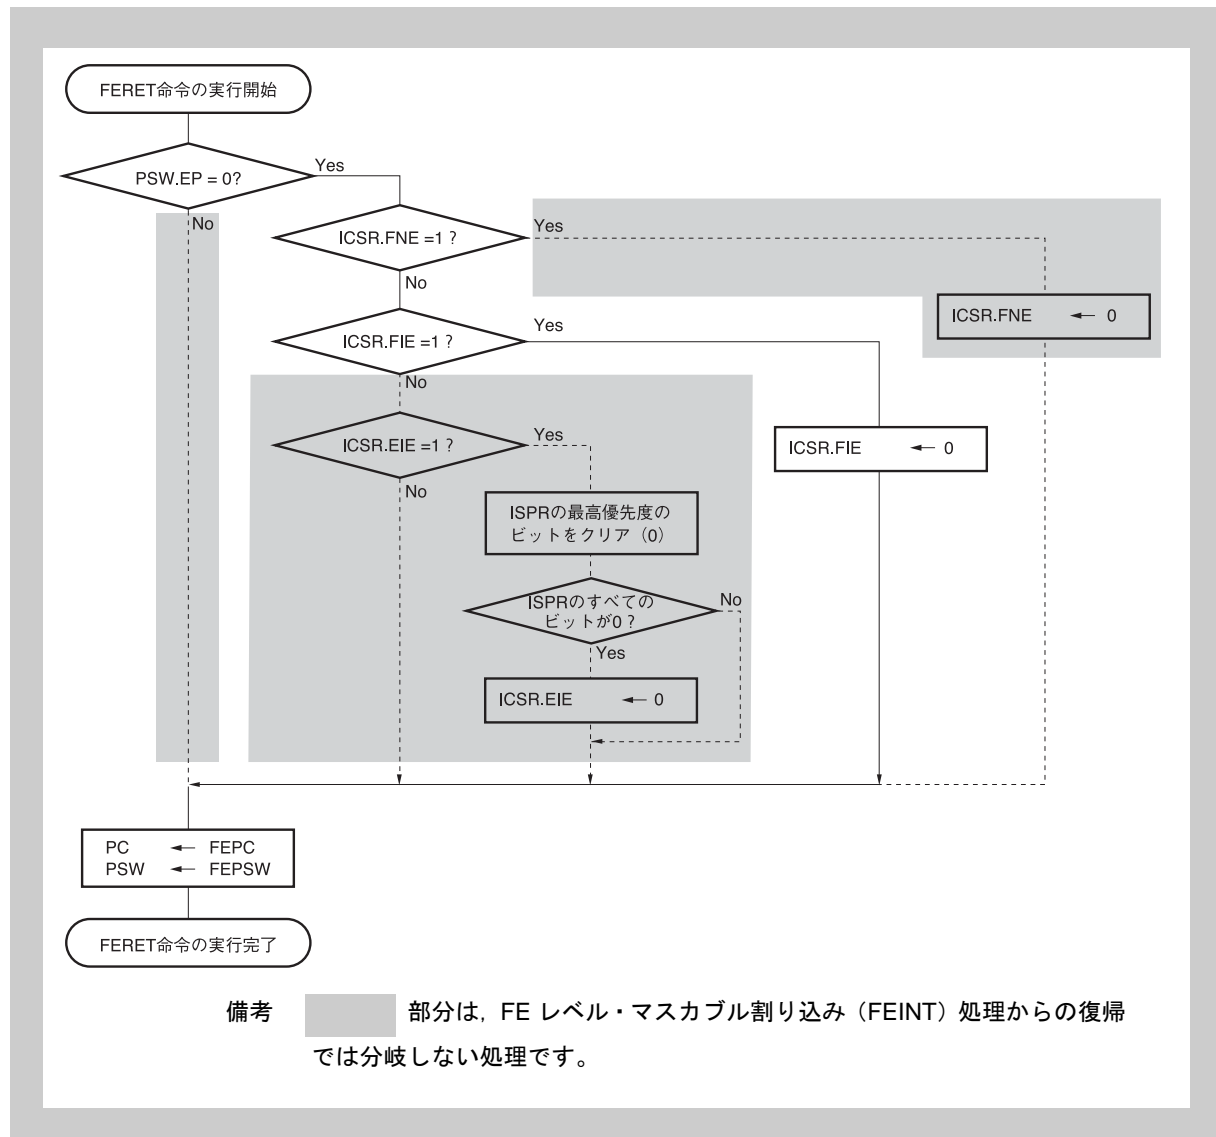 FERET命令の実行開始
PSW.EP = 0?
Yes
No
ICSR.FNE =1 ?
Yes
No
ICSR.FNE ← 0
ICSR.FIE =1 ?
Yes
No
ICSR.FIE ← 0
ICSR.EIE =1 ?
Yes
No
ISPRの最高優先度の
ビットをクリア（0）
ISPRのすべての
ビットが0 ?
No
Yes
ICSR.EIE ← 0
PC ← FEPC
PSW ← FEPSW
FERET命令の実行完了
備考 部分は，FE レベル・マスカブル割り込み（FEINT）処理からの復帰
では分岐しない処理です。